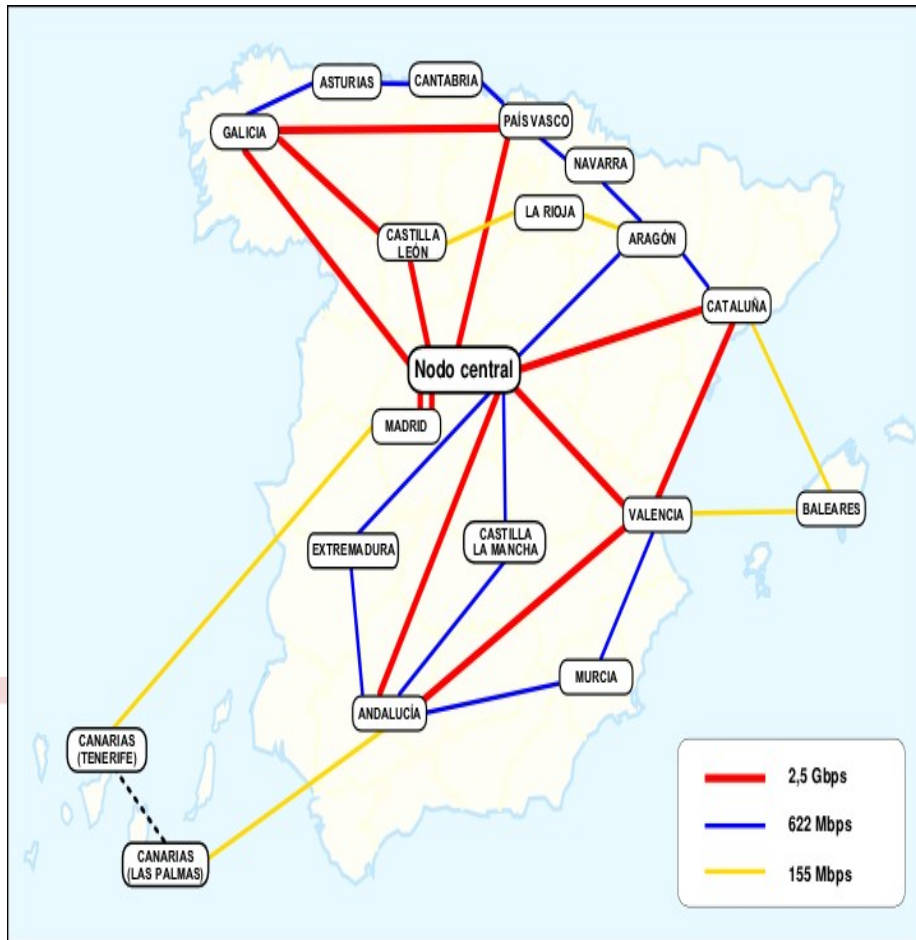 ASTURIAS
CANTABRIA
GALICIA
PAÍS VASCO
NAVARRA
LA RIOJA
CASTILLA
LEÓN
ARAGÓN
CATALUÑA
Nodo central
MADRID
VALENCIA
BALEARES
EXTREMADURA
CASTILLA
LA MANCHA
MURCIA
ANDALUCÍA
CANARIAS
(TENERIFE)
CANARIAS
(LAS PALMAS)
2,5 Gbps
622 Mbps
155 Mbps